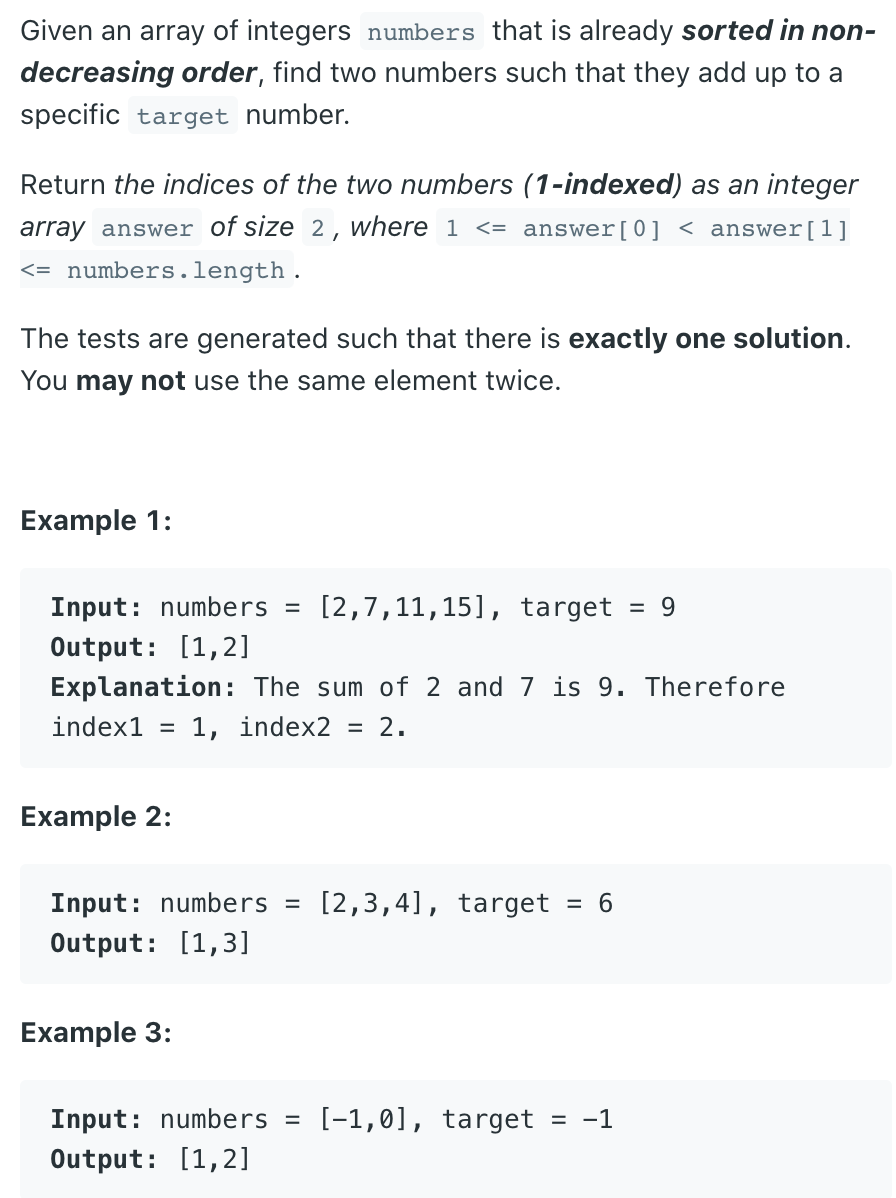 Given an array of integers numbers that is already sorted in non-
decreasing order, find two numbers such that they add up to a
specific target number.
Return the indices of the two numbers (1-indexed) as an integer
array answer of size 2, where 1 <= answer[0] < answer[1]
<= numbers.length.
The tests are generated such that there is exactly one solution.
You may not use the same element twice.
Example 1:
Input: numbers = [2,7,11,15], target = 9
Output: [1,2]
Explanation: The sum of 2 and 7 is 9. Therefore
index1 = 1, index2 = 2.
Example 2:
Input: numbers = [2,3,4], target = 6
Output: [1,3]
Example 3:
Input: numbers = [-1,0], target = -1
Output: [1,2]